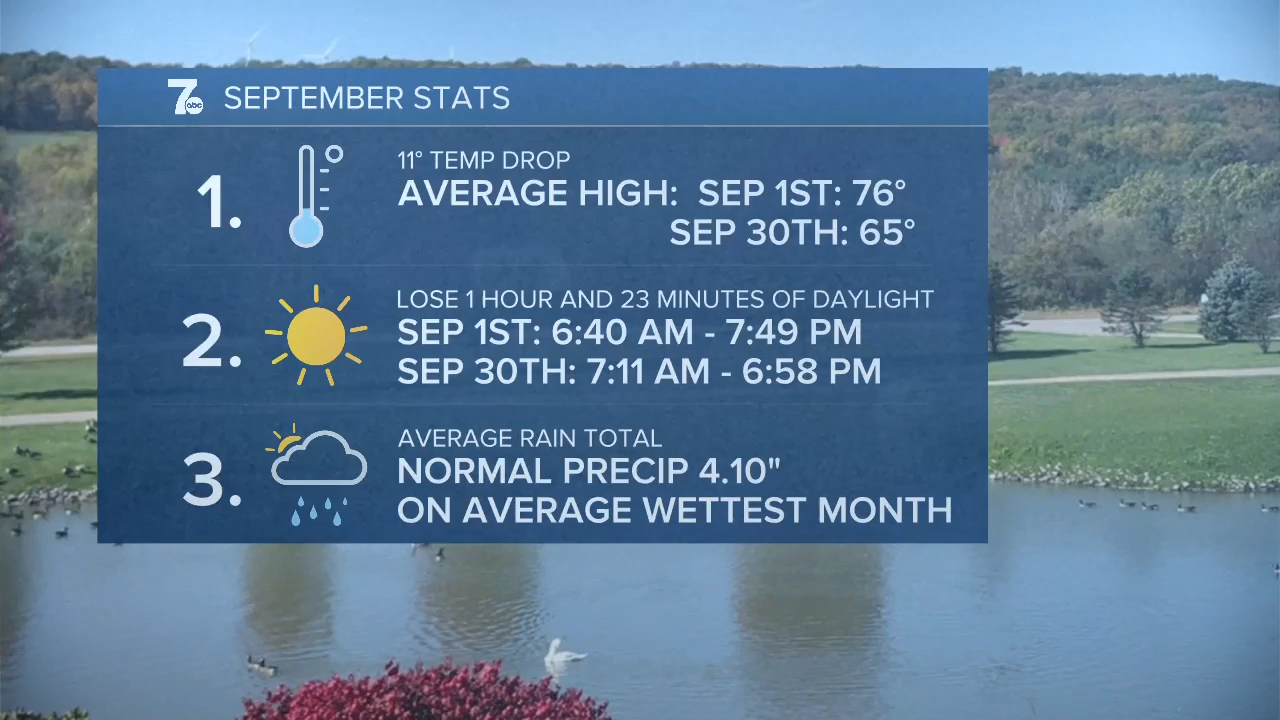 7 abc SEPTEMBER STATS
1.
11° TEMP DROP
AVERAGE HIGH: SEP 1ST: 76°
SEP 30TH: 65°
2.
LOSE 1 HOUR AND 23 MINUTES OF DAYLIGHT
SEP 1ST: 6:40 AM - 7:49 PM
SEP 30TH: 7:11 AM - 6:58 PM
3.
AVERAGE RAIN TOTAL
NORMAL PRECIP 4.10"
ON AVERAGE WETTEST MONTH